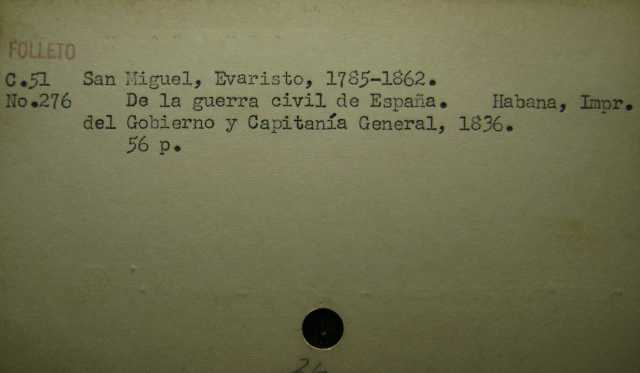 FOLLETO
C.51 San Miguel, Evaristo, 1785-1862.
No.276 De la guerra civil de España. Habana, Impr.
del Gobierno y Capitanía General, 1836.
56 p.